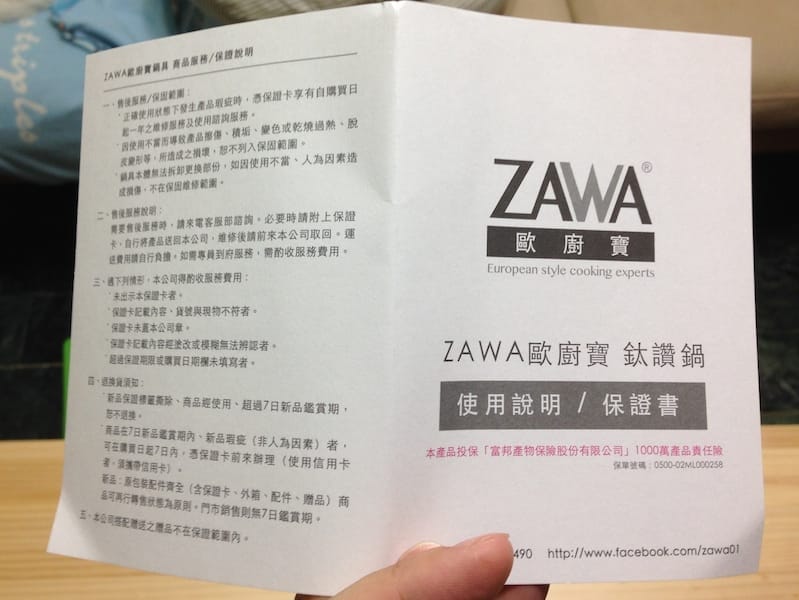 ZAWA歐廚寶鍋具 商品服務/保證說明
一、售後服務/保固範圍：
˙正確使用狀態下發生產品瑕疵時，憑保證卡享有自購買日
起一年之維修服務及使用諮詢服務。
˙因使用不當而導致產品擦傷、積垢、變色或乾燒過熱、脫
皮變形等，所造成之損壞，恕不列入保固範圍。
˙鍋具本體無法拆卸更換部份，如因使用不當、人為因素造
成損傷，不在保固維修範圍。
二、售後服務說明：
需要售後服務時，請來電客服部諮詢。必要時請附上保證
卡，自行將產品送回本公司，維修後請前來本公司取回。運
送費用請自行負擔。如需專員到府服務，需酌收服務費用。
三、遇下列情形，本公司得酌收服務費用：
˙未出示本保證卡者。
˙保證卡記載內容、貨號與現物不符者。
˙保證卡未蓋本公司章。
˙保證卡記載內容經塗改或模糊無法辨認者。
˙超過保證期限或購買日期欄未填寫者。
四、退換貨須知：
˙新品保證標籤撕除、商品經使用、超過7日新品鑑賞期，
恕不退換。
˙商品在7日新品鑑賞期內、新品瑕疵（非人為因素）者，
可在購買日起7日內，憑保證卡前來辦理（使用信用卡
者，須攜帶信用卡）。
新品：原包裝配件齊全（含保證卡、外箱、配件、贈品）商
品可再行轉售狀態為原則。門市銷售則無7日鑑賞期。
五、本公司搭配贈送之贈品不在保證範圍內。
ZAWA®
歐廚寶
European style cooking experts
ZAWA歐廚寶 鈦讚鍋
使用說明 / 保證書
本產品投保「富邦產物保險股份有限公司」1000萬產品責任險
保單號碼：0500-02ML000258
490 http://www.facebook.com/zawa01